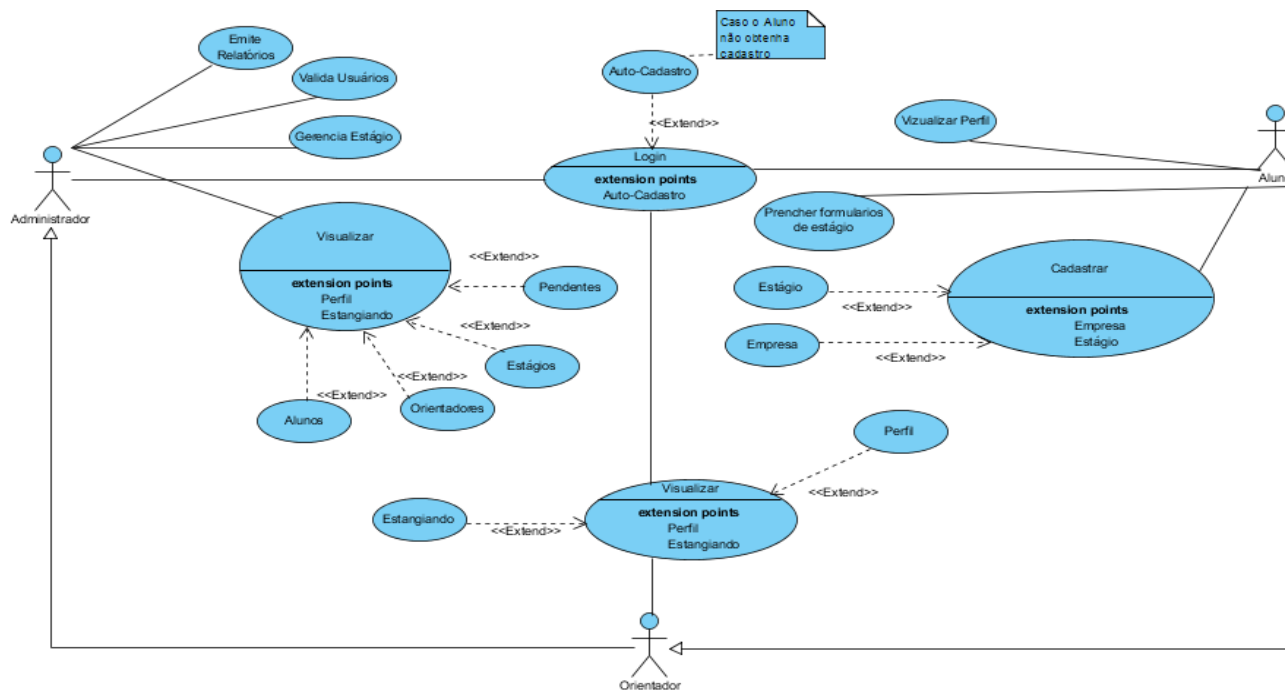 Caso o Aluno
não obtenha
cadastro
Emite
Relatórios
Auto-Cadastro
Valida Usuários
<<Extend>>
Vizualizar Perfil
Gerencia Estágio
Login
extension points
Auto-Cadastro
Administrador
Alun
Prencher formularios
de estágio
Visualizar
extension points
Perfil
Estangiando
<<Extend>>
Pendentes
<<Extend>>
Estágios
<<Extend>>
Alunos
<<Extend>>
Orientadores
Cadastrar
extension points
Empresa
Estágio
Estágio
<<Extend>>
Empresa
<<Extend>>
Perfil
<<Extend>>
Visualizar
extension points
Perfil
Estangiando
Estangiando
<<Extend>>
Orientador